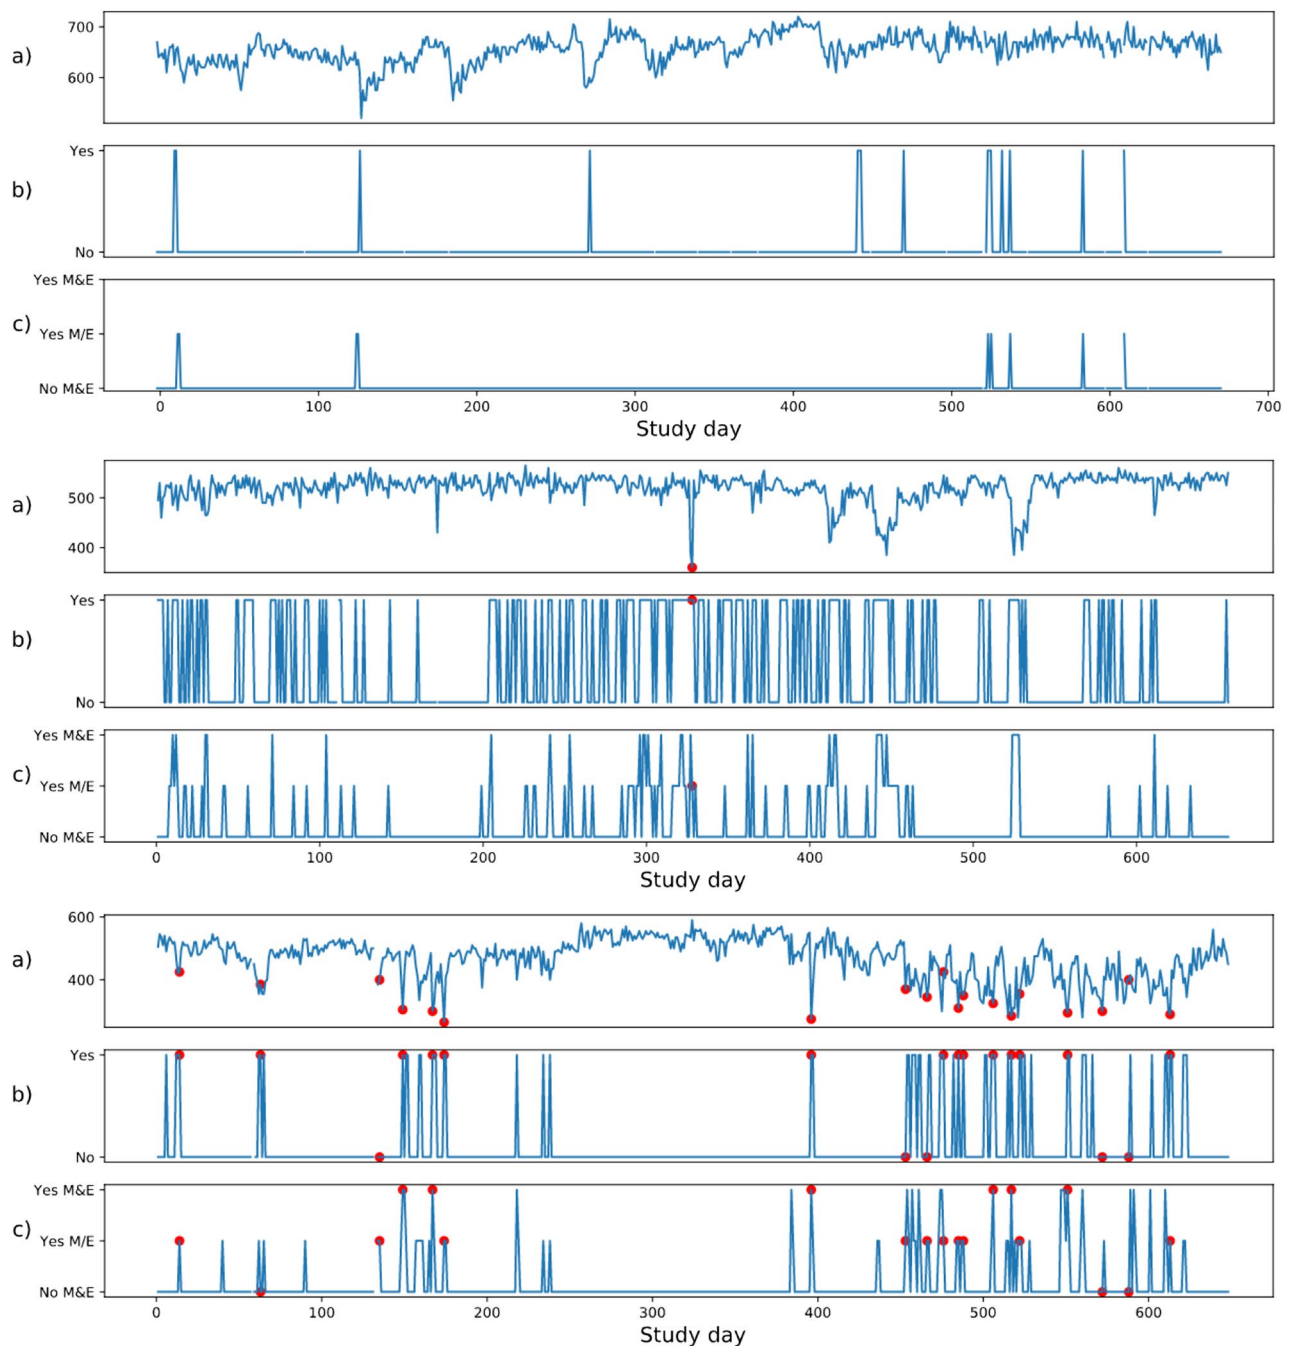 700
a)
600
Yes
b)
No
Yes M&E
c)
Yes M/E
No M&E
0 100 200 300 400 500 600 700
Study day
500
a)
400
Yes
b)
No
Yes M&E
c)
Yes M/E
No M&E
0 100 200 300 400 500 600
Study day
600
a)
400
Yes
b)
No
Yes M&E
c)
Yes M/E
No M&E
0 100 200 300 400 500 600
Study day